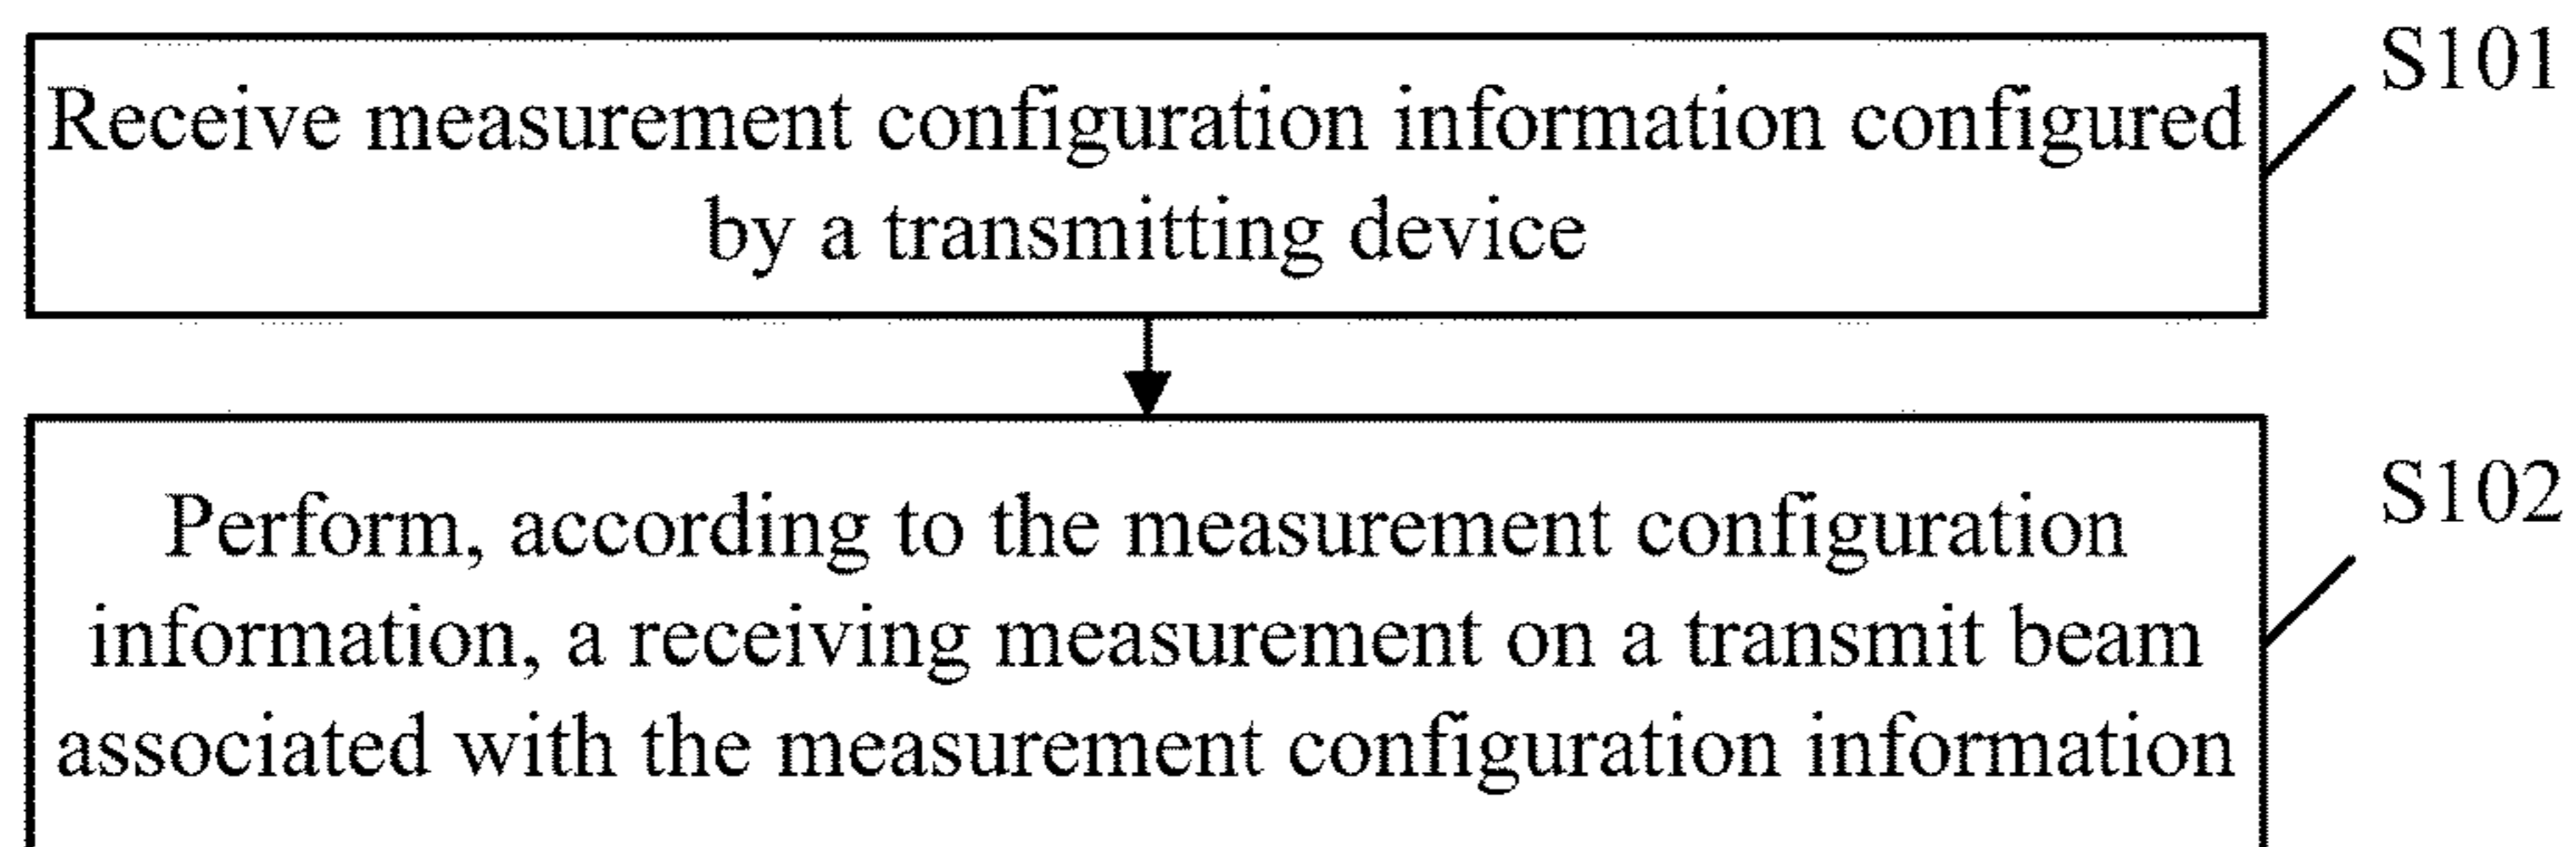 Receive measurement configuration information configured
by a transmitting device
S101
Perform, according to the measurement configuration
information, a receiving measurement on a transmit beam
associated with the measurement configuration information
S102